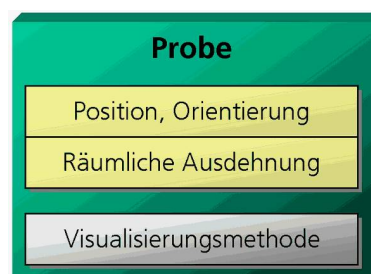 Probe
Position, Orientierung
Räumliche Ausdehnung
Visualisierungsmethode